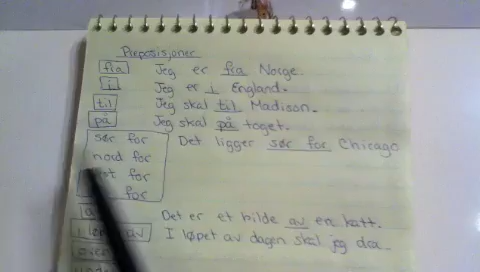 Preposisjoner
fra Jeg er fra Norge.
i Jeg er i England.
til Jeg skal til Madison.
på Jeg skal på toget.
sør for Det ligger sør for Chicago
nord for
for
for
Det er et bilde av en katt.
av I løpet av dagen skal jeg dra